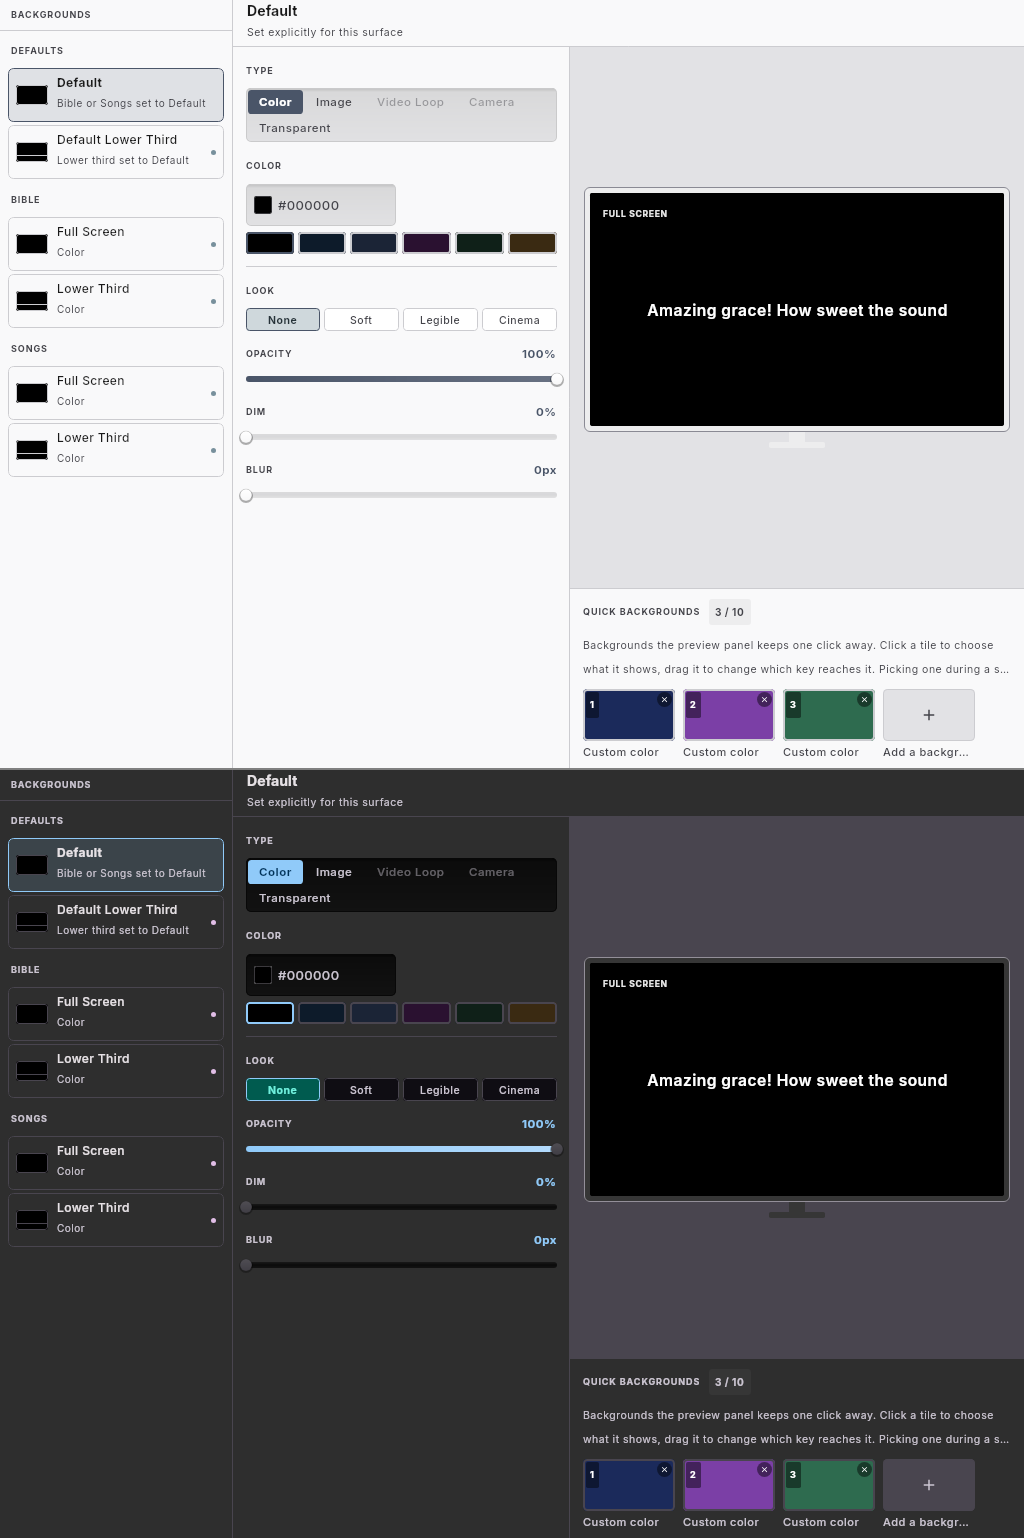 BACKGROUNDS
DEFAULTS
Default
Bible or Songs set to Default
Default Lower Third
Lower third set to Default
BIBLE
Full Screen
Color
Lower Third
Color
SONGS
Full Screen
Color
Lower Third
Color
Default
Set explicitly for this surface
TYPE
Color Image Video Loop Camera
Transparent
COLOR
#000000
LOOK
None Soft Legible Cinema
OPACITY 100%
DIM 0%
BLUR 0px
FULL SCREEN
Amazing grace! How sweet the sound
QUICK BACKGROUNDS 3 / 10
Backgrounds the preview panel keeps one click away. Click a tile to choose
what it shows, drag it to change which key reaches it. Picking one during a s...
1 × 2 × 3 × +
Custom color Custom color Custom color Add a backgr...
BACKGROUNDS
DEFAULTS
Default
Bible or Songs set to Default
Default Lower Third
Lower third set to Default
BIBLE
Full Screen
Color
Lower Third
Color
SONGS
Full Screen
Color
Lower Third
Color
Default
Set explicitly for this surface
TYPE
Color Image Video Loop Camera
Transparent
COLOR
#000000
LOOK
None Soft Legible Cinema
OPACITY 100%
DIM 0%
BLUR 0px
FULL SCREEN
Amazing grace! How sweet the sound
QUICK BACKGROUNDS 3 / 10
Backgrounds the preview panel keeps one click away. Click a tile to choose
what it shows, drag it to change which key reaches it. Picking one during a s...
1 × 2 × 3 × +
Custom color Custom color Custom color Add a backgr...